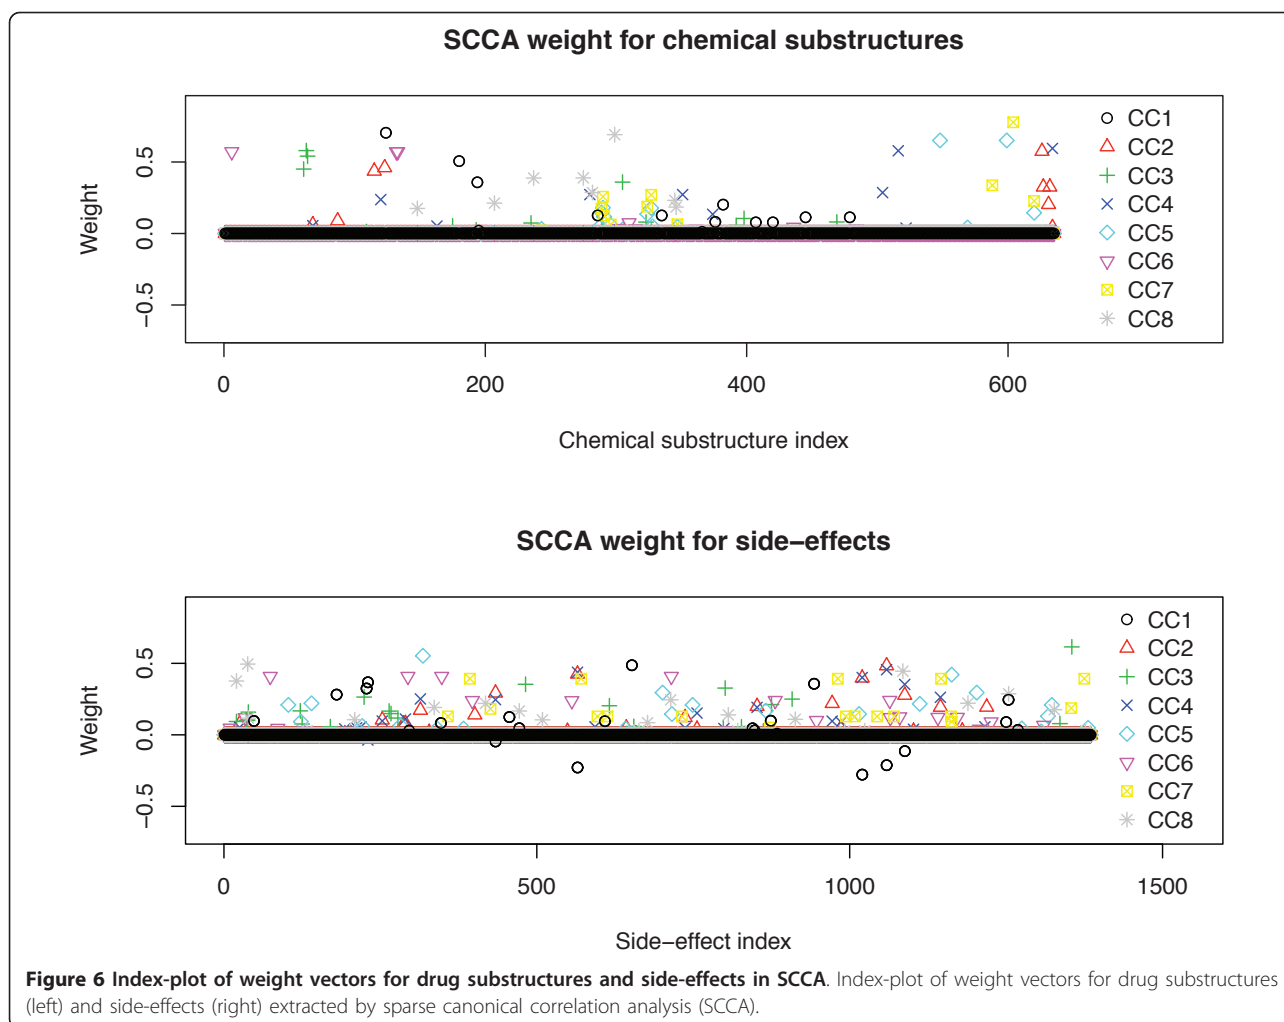 SCCA weight for chemical substructures
Weight
0.5
0.0
−0.5
0 200 400 600
Chemical substructure index
CC1
CC2
CC3
CC4
CC5
CC6
CC7
CC8
SCCA weight for side−effects
Weight
0.5
0.0
−0.5
0 500 1000 1500
Side−effect index
CC1
CC2
CC3
CC4
CC5
CC6
CC7
CC8
Figure 6 Index-plot of weight vectors for drug substructures and side-effects in SCCA. Index-plot of weight vectors for drug substructures
(left) and side-effects (right) extracted by sparse canonical correlation analysis (SCCA).